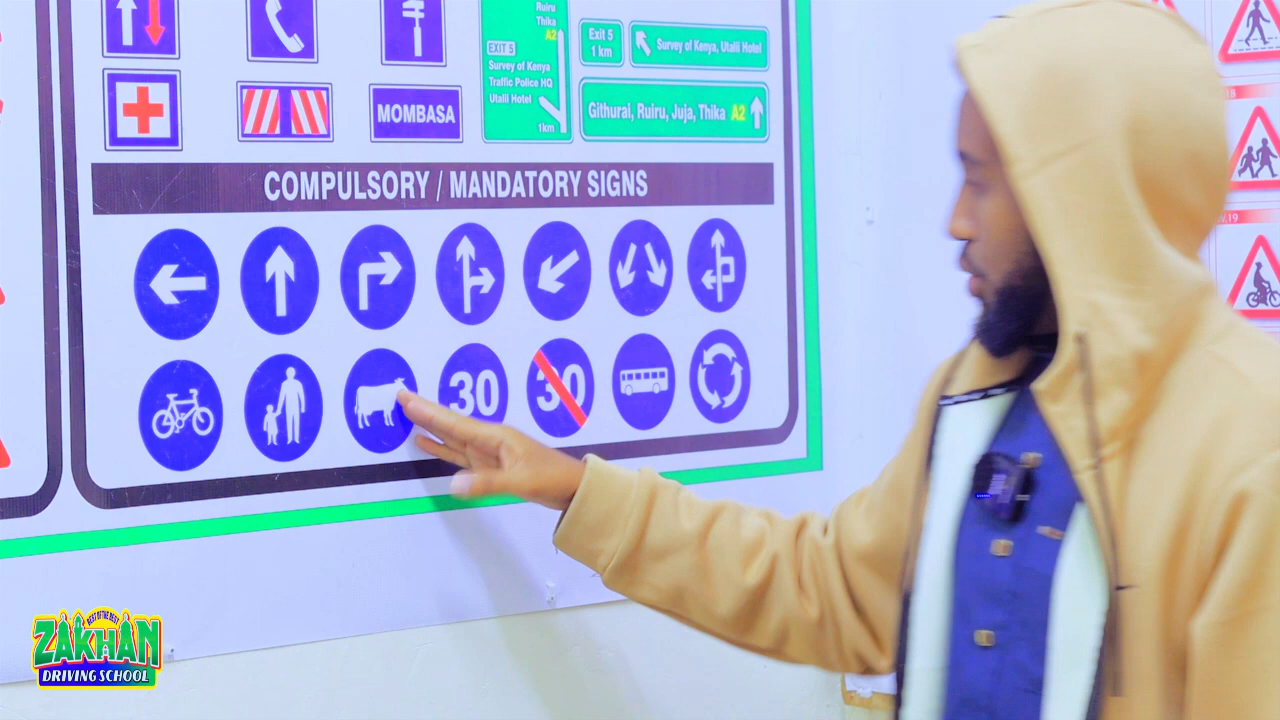 Ruiru
Thika
A2
EXIT 5
Survey of Kenya
Traffic Police HQ
Utalii Hotel
1km
Exit 5
1 km
Survey of Kenya, Utalii Hotel
Githurai, Ruiru, Juja, Thika A2
MOMBASA
COMPULSORY / MANDATORY SIGNS
30
30
BEST OF THE BEST
ZAKHAN
DRIVING SCHOOL